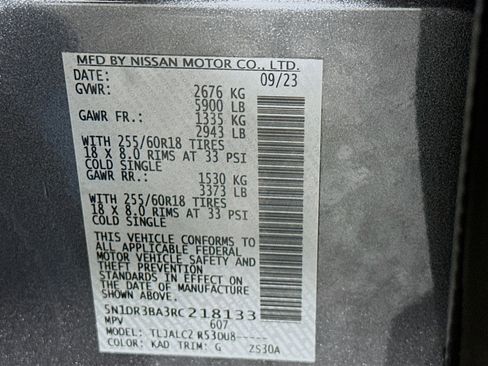 MFD BY NISSAN MOTOR CO., LTD.
DATE: 09/23
GVWR: 2676 KG
5900 LB
GAWR FR.: 1335 KG
2943 LB
WITH 255/60R18 TIRES
18 X 8.0 RIMS AT 33 PSI
COLD SINGLE
GAWR RR.: 1530 KG
3373 LB
WITH 255/60R18 TIRES
18 X 8.0 RIMS AT 33 PSI
COLD SINGLE
THIS VEHICLE CONFORMS TO
ALL APPLICABLE FEDERAL
MOTOR VEHICLE SAFETY AND
THEFT PREVENTION
STANDARDS IN EFFECT ON
THE DATE OF MANUFACTURE
SHOWN ABOVE.
5N1DR3BA3RC218133
MPV 607
MODEL: TLJALC2 R53DU8-----
COLOR: KAD TRIM: G ZS30A